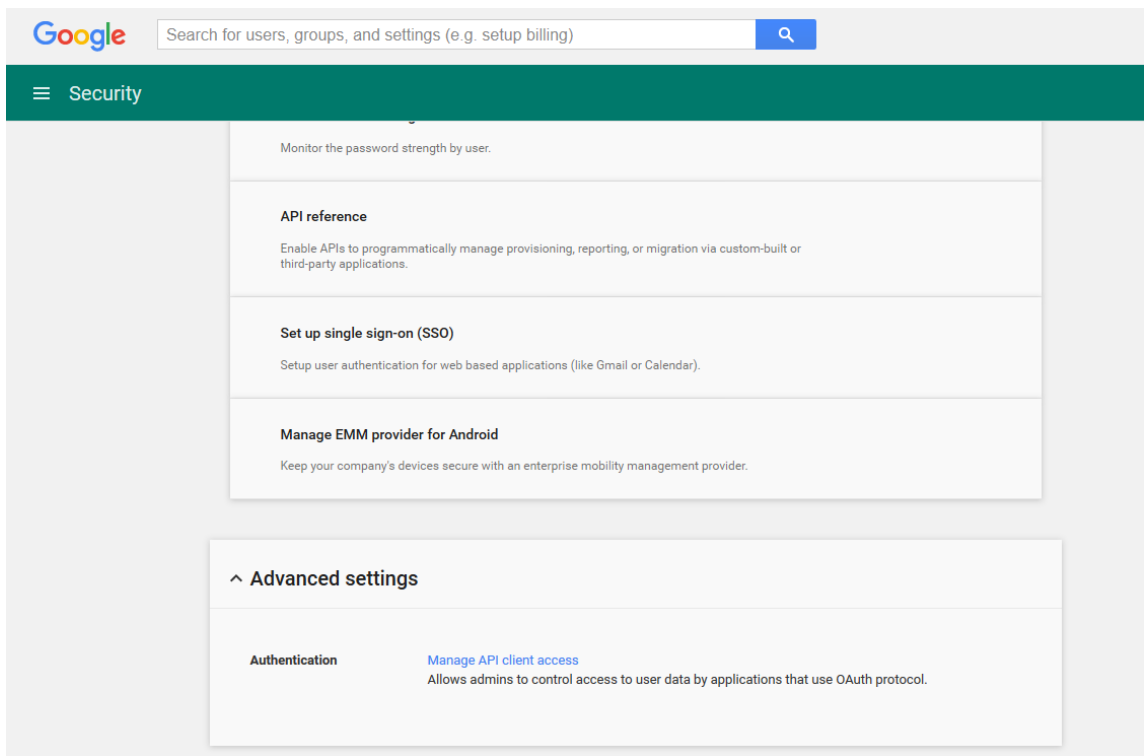 Google
Search for users, groups, and settings (e.g. setup billing)
Security
Monitor the password strength by user.
API reference
Enable APIs to programmatically manage provisioning, reporting, or migration via custom-built or
third-party applications.
Set up single sign-on (SSO)
Setup user authentication for web based applications (like Gmail or Calendar).
Manage EMM provider for Android
Keep your company's devices secure with an enterprise mobility management provider.
Advanced settings
Authentication
Manage API client access
Allows admins to control access to user data by applications that use OAuth protocol.